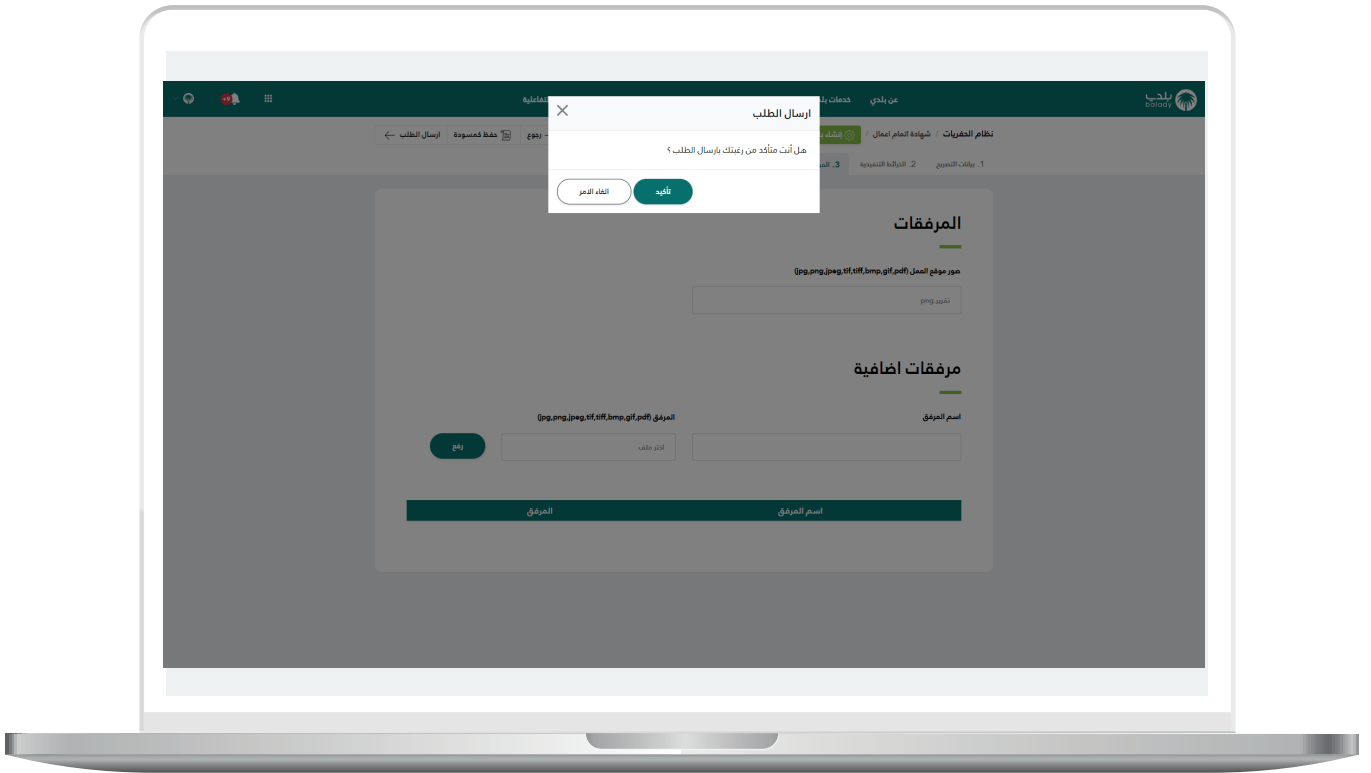 بلدي
balady
عن بلدي
خدمات
9+
نظام الحفريات / شهادة اتمام اعمال /
رجوع
حفظ كمسودة
ارسال الطلب
1. بيانات التصريح
2. الخرائط التنفيذية
3.
ارسال الطلب
هل أنت متأكد من رغبتك بارسال الطلب ؟
تأكيد
الغاء الامر
المرفقات
صور موقع العمل (jpg,png,jpeg,tif,tiff,bmp,gif,pdf)
تقرير.png
مرفقات اضافية
اسم المرفق
المرفق (jpg,png,jpeg,tif,tiff,bmp,gif,pdf)
اختر ملف
رفع
اسم المرفق
المرفق